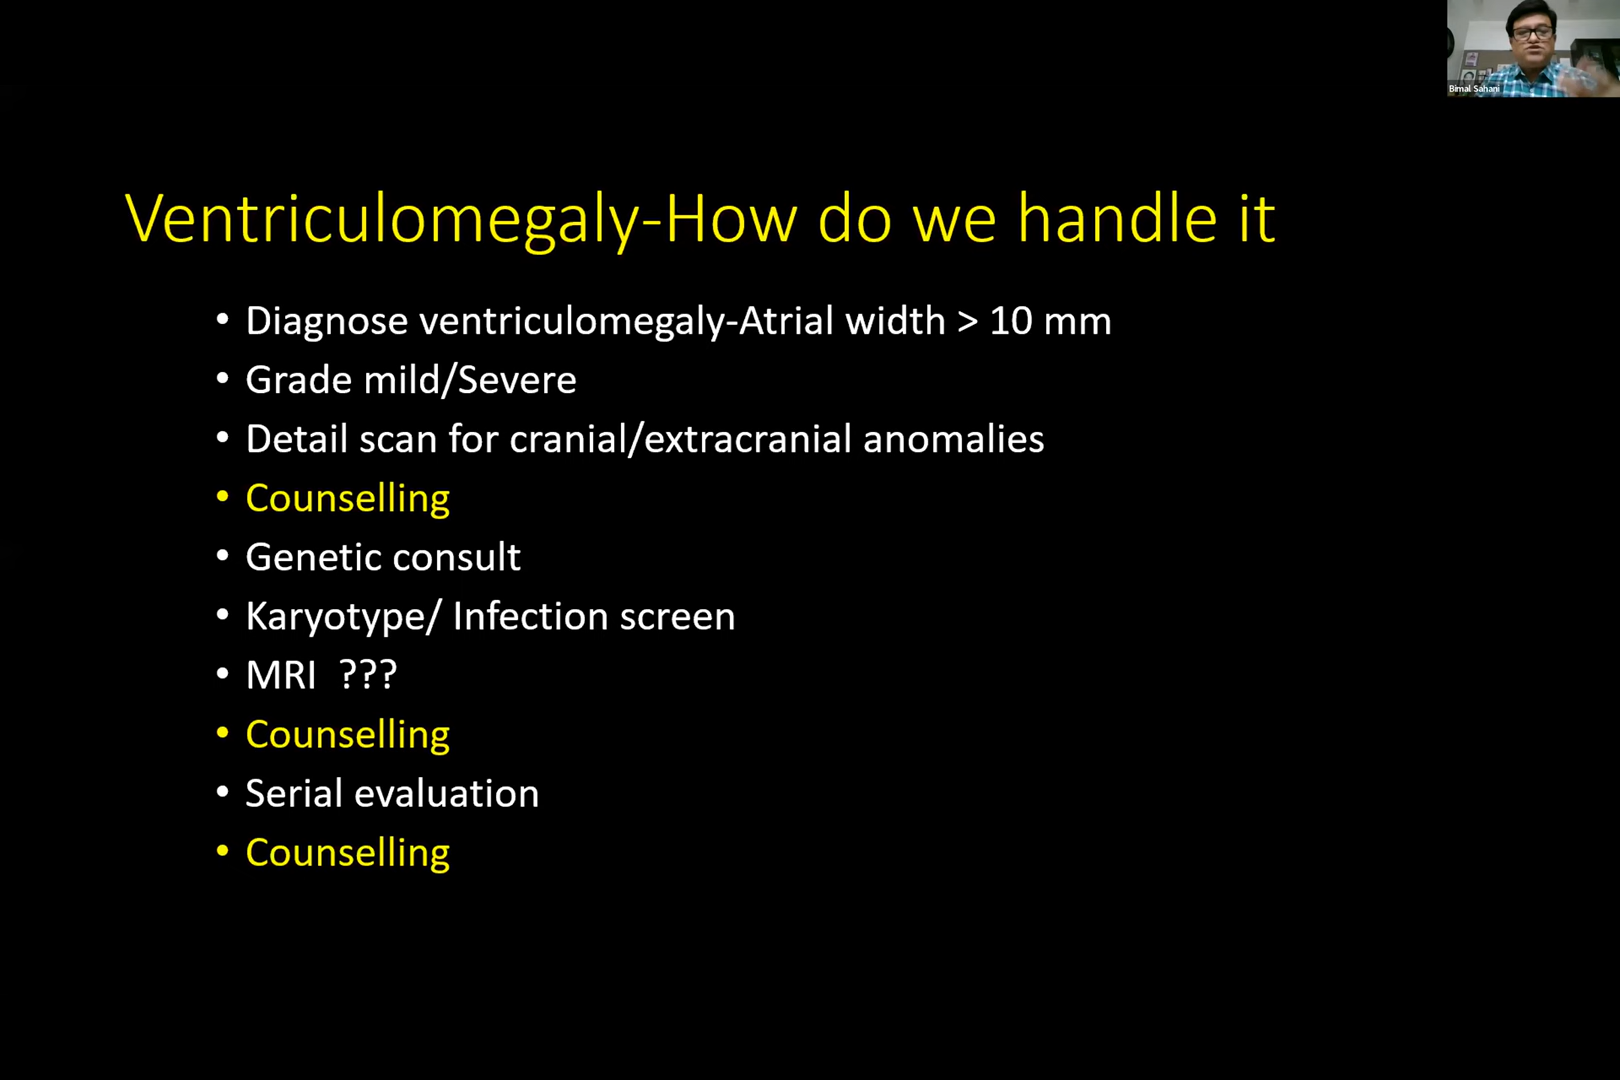 Bimal Sahani
Ventriculomegaly-How do we handle it
• Diagnose ventriculomegaly-Atrial width > 10 mm
• Grade mild/Severe
• Detail scan for cranial/extracranial anomalies
• Counselling
• Genetic consult
• Karyotype/ Infection screen
• MRI ???
• Counselling
• Serial evaluation
• Counselling